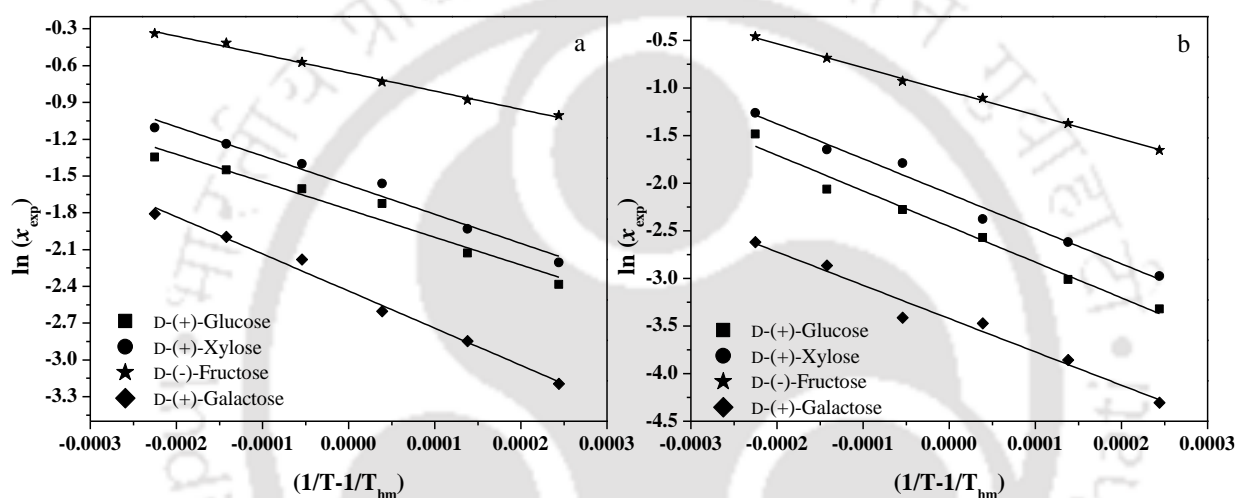 a
-0.3
-0.6
-0.9
-1.2
-1.5
-1.8
-2.1
-2.4
-2.7
-3.0
-3.3
ln (x_exp)
D-(+)-Glucose
D-(+)-Xylose
D-(-)-Fructose
D-(+)-Galactose
-0.0003 -0.0002 -0.0001 0.0000 0.0001 0.0002 0.0003
(1/T-1/T_hm)
b
-0.5
-1.0
-1.5
-2.0
-2.5
-3.0
-3.5
-4.0
-4.5
ln (x_exp)
D-(+)-Glucose
D-(+)-Xylose
D-(-)-Fructose
D-(+)-Galactose
-0.0003 -0.0002 -0.0001 0.0000 0.0001 0.0002 0.0003
(1/T-1/T_hm)